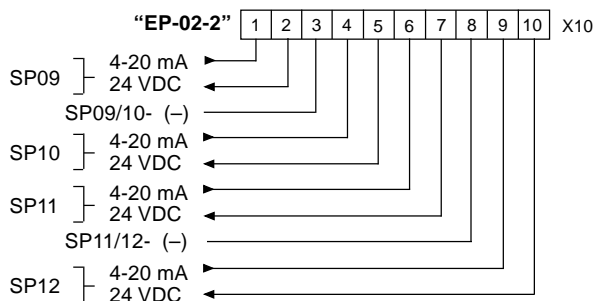 “EP-02-2” 1 2 3 4 5 6 7 8 9 10 X10
SP09 4-20 mA
24 VDC
SP09/10- (–)
SP10 4-20 mA
24 VDC
SP11 4-20 mA
24 VDC
SP11/12- (–)
SP12 4-20 mA
24 VDC